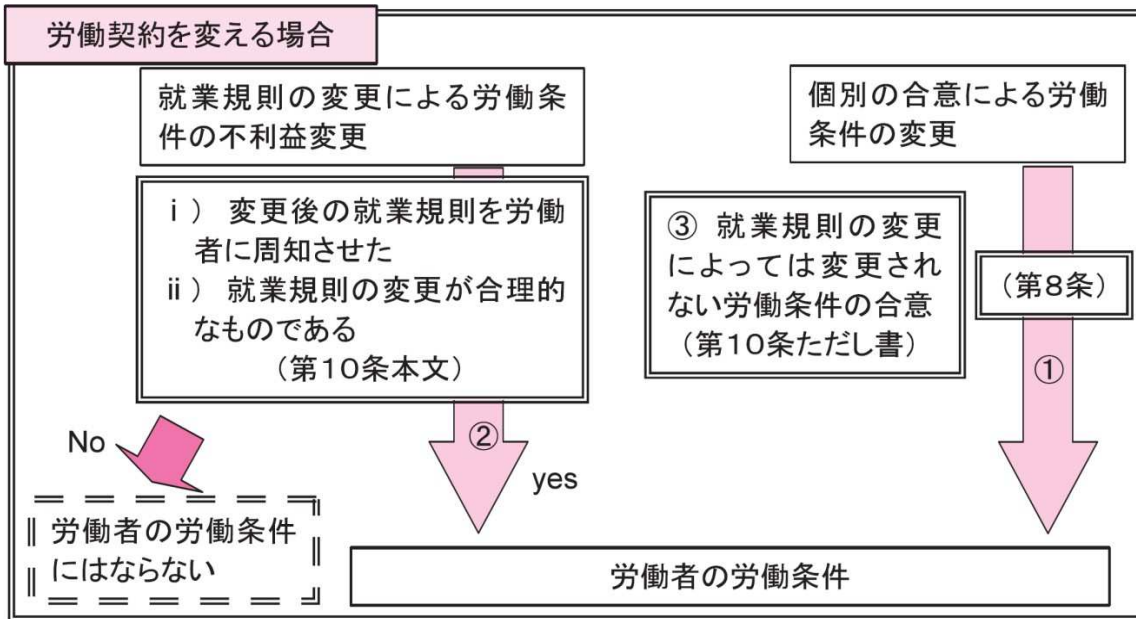 労働契約を変える場合
就業規則の変更による労働条
件の不利益変更
個別の合意による労働
条件の変更
ⅰ） 変更後の就業規則を労働
者に周知させた
ⅱ） 就業規則の変更が合理的
なものである
（第１０条本文）
③ 就業規則の変更
によっては変更され
ない労働条件の合意
（第１０条ただし書）
（第８条）
①
②
No
yes
労働者の労働条件
にはならない
労働者の労働条件